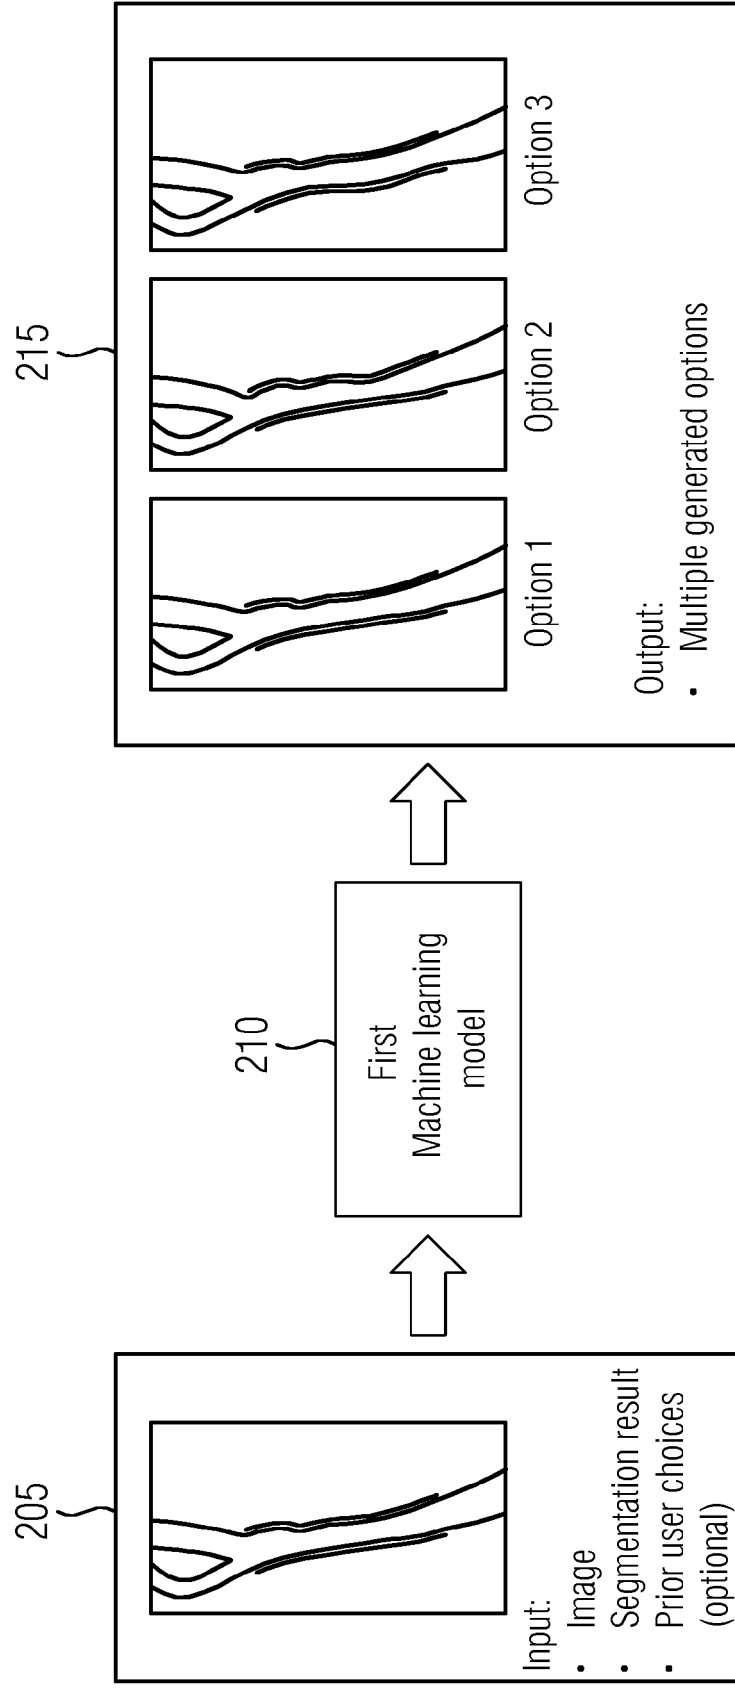 205
Input:
• Image
• Segmentation result
• Prior user choices
(optional)
210
First
Machine learning
model
215
Option 1
Option 2
Option 3
Output:
• Multiple generated options